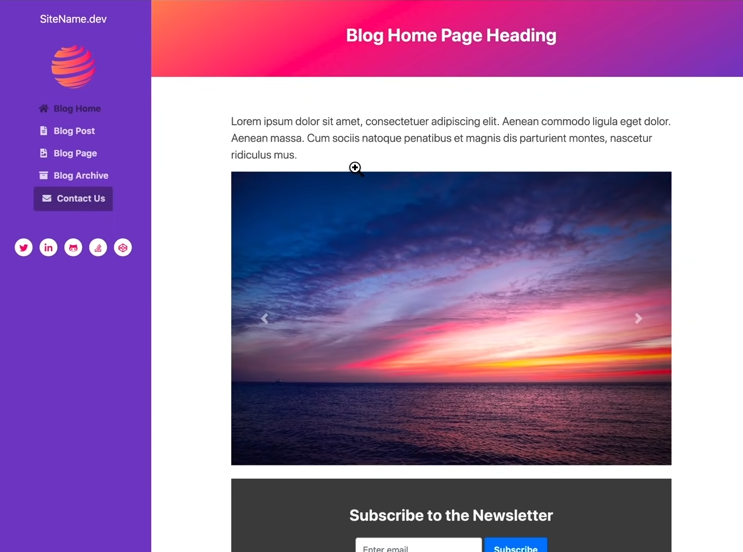 SiteName.dev
Blog Home
Blog Post
Blog Page
Blog Archive
Contact Us
Blog Home Page Heading
Lorem ipsum dolor sit amet, consectetuer adipiscing elit. Aenean commodo ligula eget dolor.
Aenean massa. Cum sociis natoque penatibus et magnis dis parturient montes, nascetur
ridiculus mus.
Subscribe to the Newsletter
Enter email
Subscribe